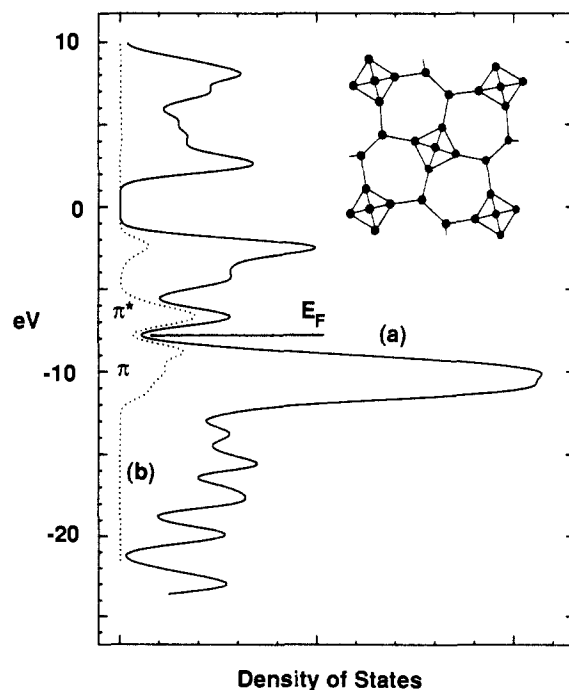 10
0
eV
π*
E_F
(a)
π
-10
(b)
-20
Density of States